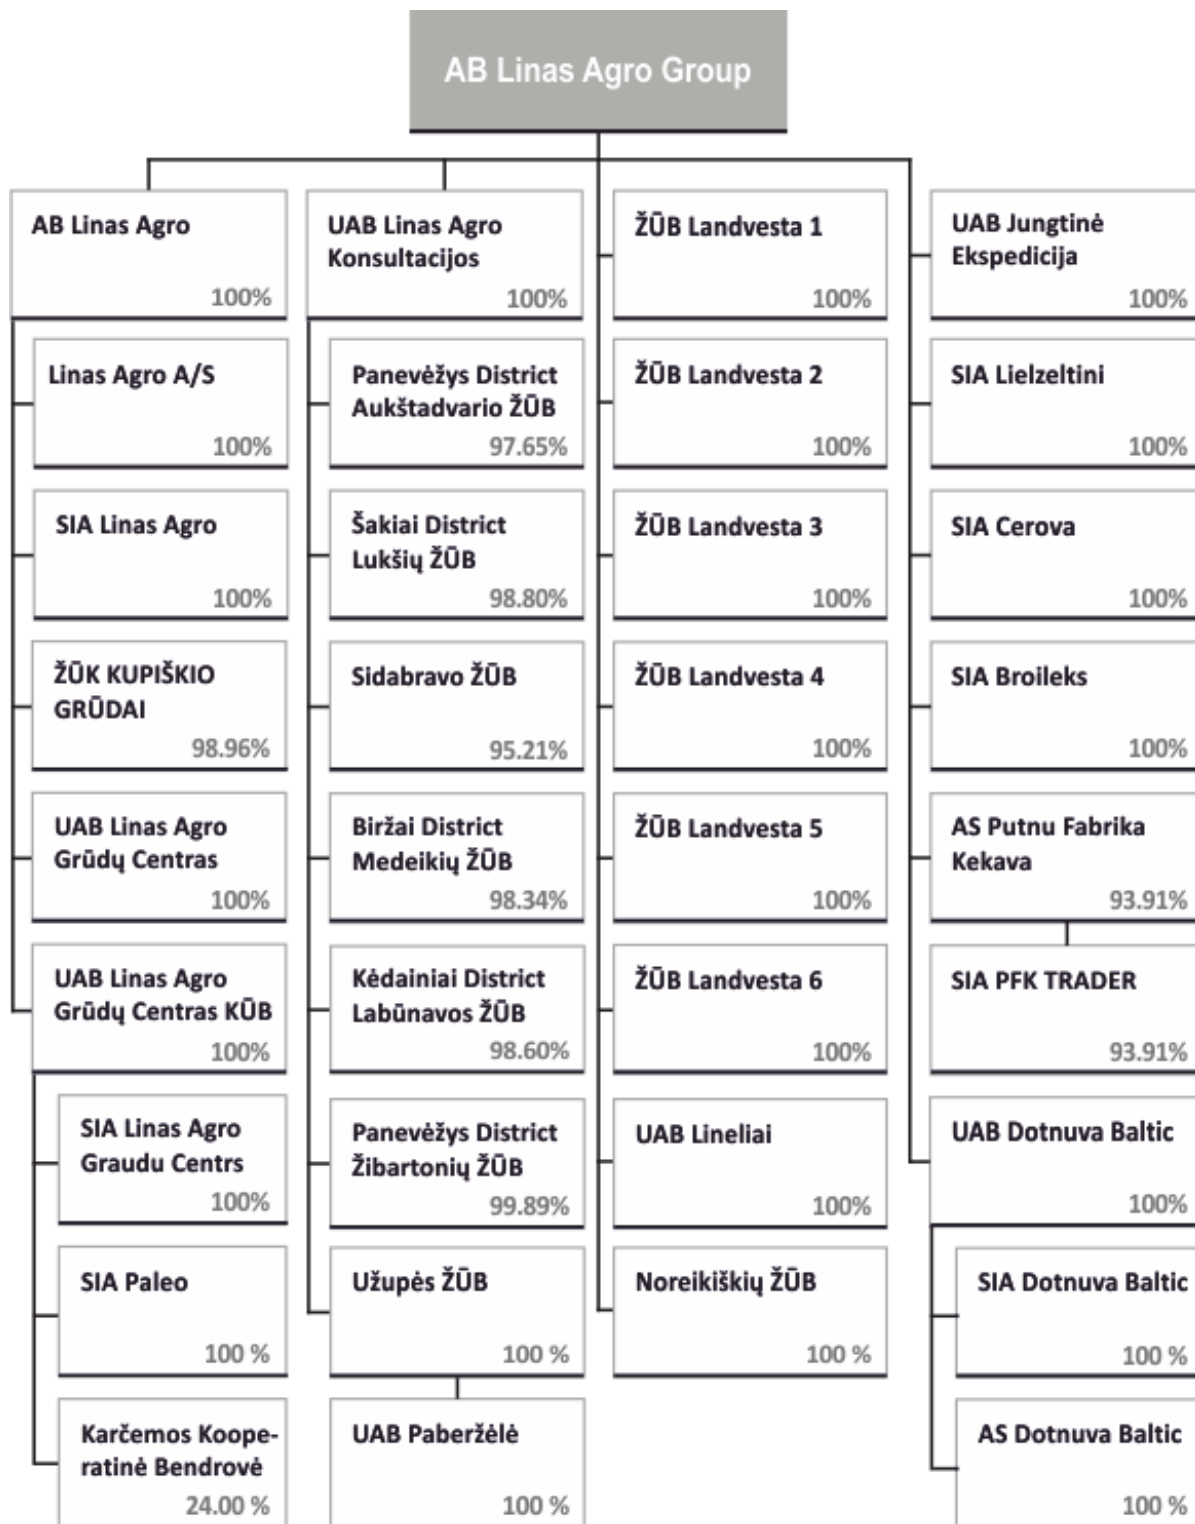 AB Linas Agro Group
AB Linas Agro
100%
Linas Agro A/S
100%
SIA Linas Agro
100%
ŽŪK KUPIŠKIO
GRŪDAI
98.96%
UAB Linas Agro
Grūdų Centras
100%
UAB Linas Agro
Grūdų Centras KŪB
100%
SIA Linas Agro
Graudu Centrs
100%
SIA Paleo
100 %
Karčemos Koope-
ratinė Bendrovė
24.00 %
UAB Linas Agro
Konsultacijos
100%
Panevėžys District
Aukštadvario ŽŪB
97.65%
Šakiai District
Lukšių ŽŪB
98.80%
Sidabravo ŽŪB
95.21%
Biržai District
Medeikių ŽŪB
98.34%
Kėdainiai District
Labūnavos ŽŪB
98.60%
Panevėžys District
Žibartonių ŽŪB
99.89%
Užupės ŽŪB
100 %
UAB Paberžėlė
100 %
ŽŪB Landvesta 1
100%
ŽŪB Landvesta 2
100%
ŽŪB Landvesta 3
100%
ŽŪB Landvesta 4
100%
ŽŪB Landvesta 5
100%
ŽŪB Landvesta 6
100%
UAB Lineliai
100%
Noreikiškių ŽŪB
100 %
UAB Jungtinė
Ekspedicija
100%
SIA Lielzeltini
100%
SIA Cerova
100%
SIA Broileks
100%
AS Putnu Fabrika
Kekava
93.91%
SIA PFK TRADER
93.91%
UAB Dotnuva Baltic
100%
SIA Dotnuva Baltic
100 %
AS Dotnuva Baltic
100 %